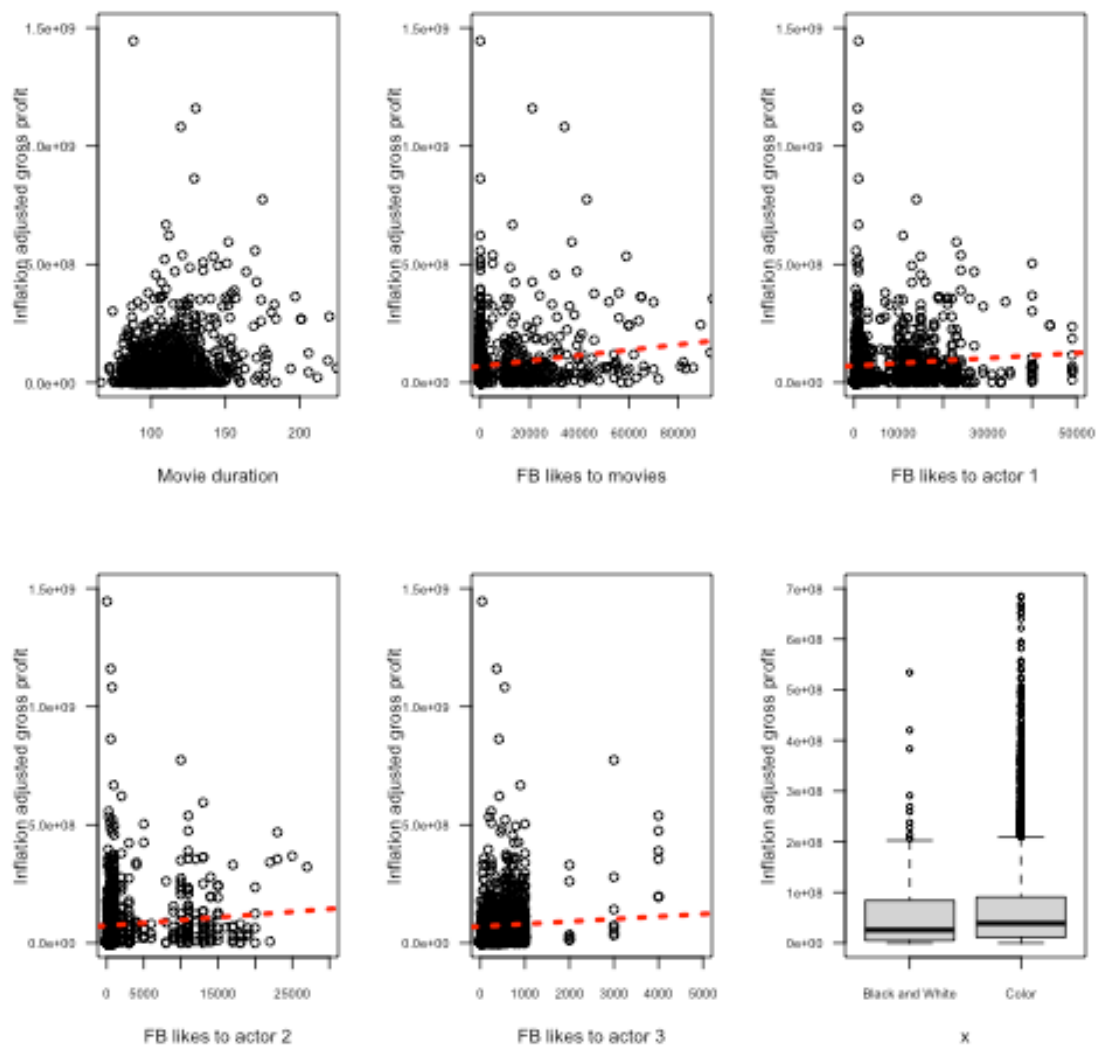 Inflation adjusted gross profit
1.5e+09
1.0e+09
5.0e+08
0.0e+00
100 150 200
Movie duration
Inflation adjusted gross profit
1.5e+09
1.0e+09
5.0e+08
0.0e+00
0 20000 40000 60000 80000
FB likes to movies
Inflation adjusted gross profit
1.5e+09
1.0e+09
5.0e+08
0.0e+00
0 10000 30000 50000
FB likes to actor 1
Inflation adjusted gross profit
1.5e+09
1.0e+09
5.0e+08
0.0e+00
0 5000 15000 25000
FB likes to actor 2
Inflation adjusted gross profit
1.5e+09
1.0e+09
5.0e+08
0.0e+00
0 1000 2000 3000 4000 5000
FB likes to actor 3
Inflation adjusted gross profit
7e+08
6e+08
5e+08
4e+08
3e+08
2e+08
1e+08
0e+00
Black and White Color
x